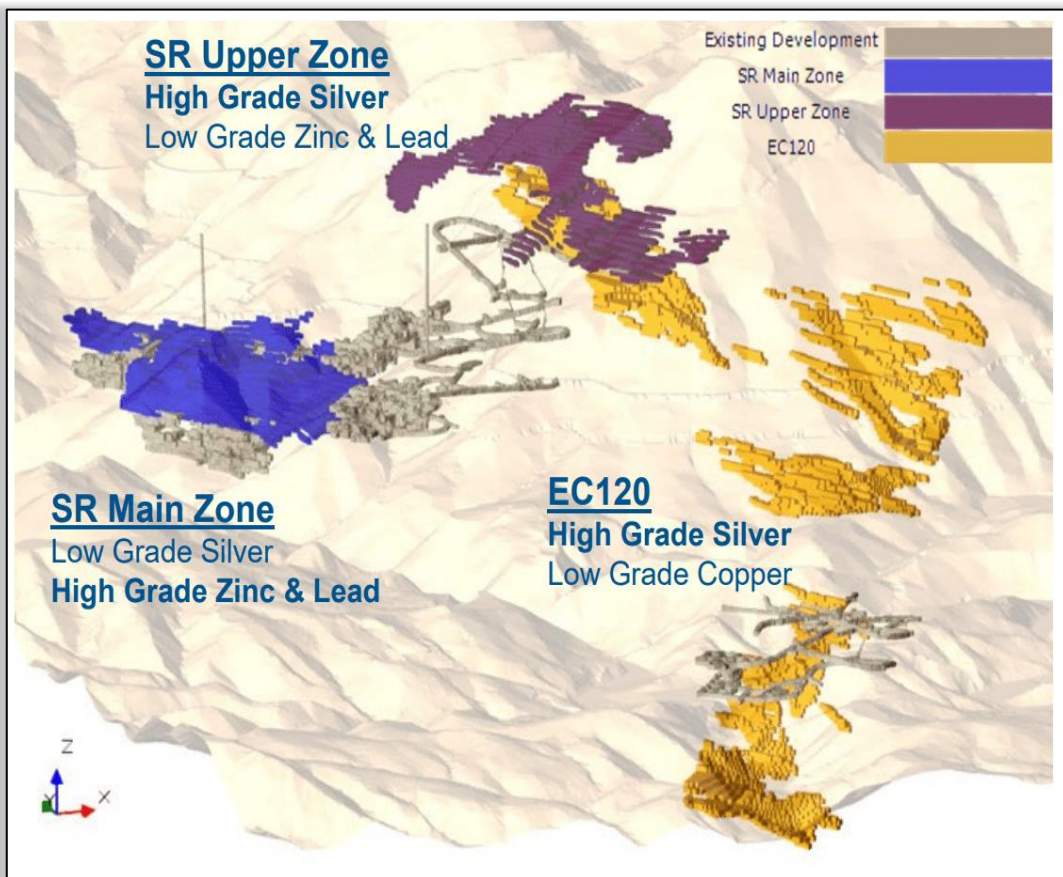 SR Upper Zone
High Grade Silver
Low Grade Zinc & Lead
Existing Development
SR Main Zone
SR Upper Zone
EC120
SR Main Zone
Low Grade Silver
High Grade Zinc & Lead
EC120
High Grade Silver
Low Grade Copper
Z
Y
X